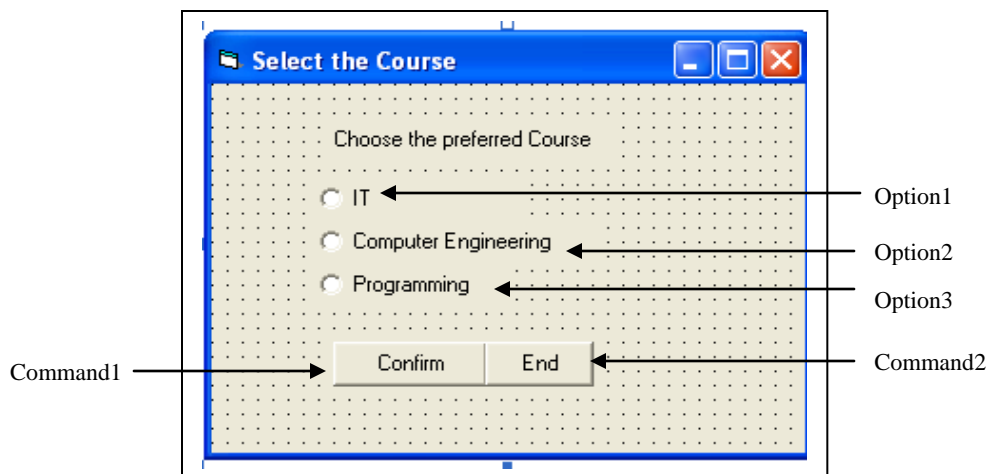 Select the Course
Choose the preferred Course
IT
Option1
Computer Engineering
Option2
Programming
Option3
Command1
Confirm
End
Command2